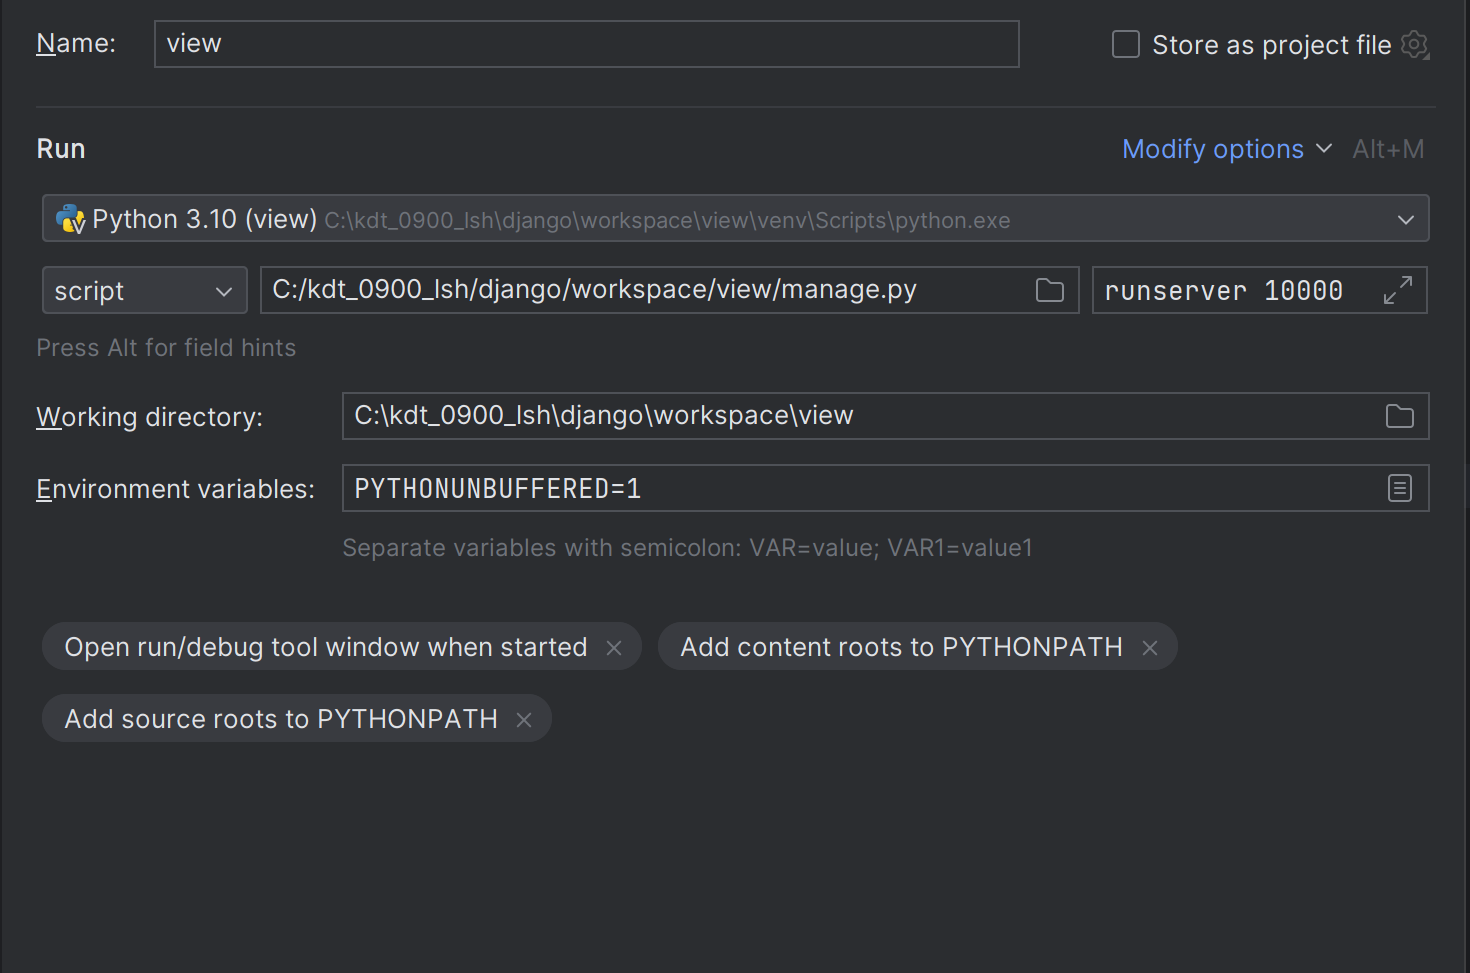 Name: view Store as project file
Run Modify options Alt+M
Python 3.10 (view) C:\kdt_0900_lsh\django\workspace\view\venv\Scripts\python.exe
script C:/kdt_0900_lsh/django/workspace/view/manage.py runserver 10000
Press Alt for field hints
Working directory: C:\kdt_0900_lsh\django\workspace\view
Environment variables: PYTHONUNBUFFERED=1
Separate variables with semicolon: VAR=value; VAR1=value1
Open run/debug tool window when started Add content roots to PYTHONPATH
Add source roots to PYTHONPATH